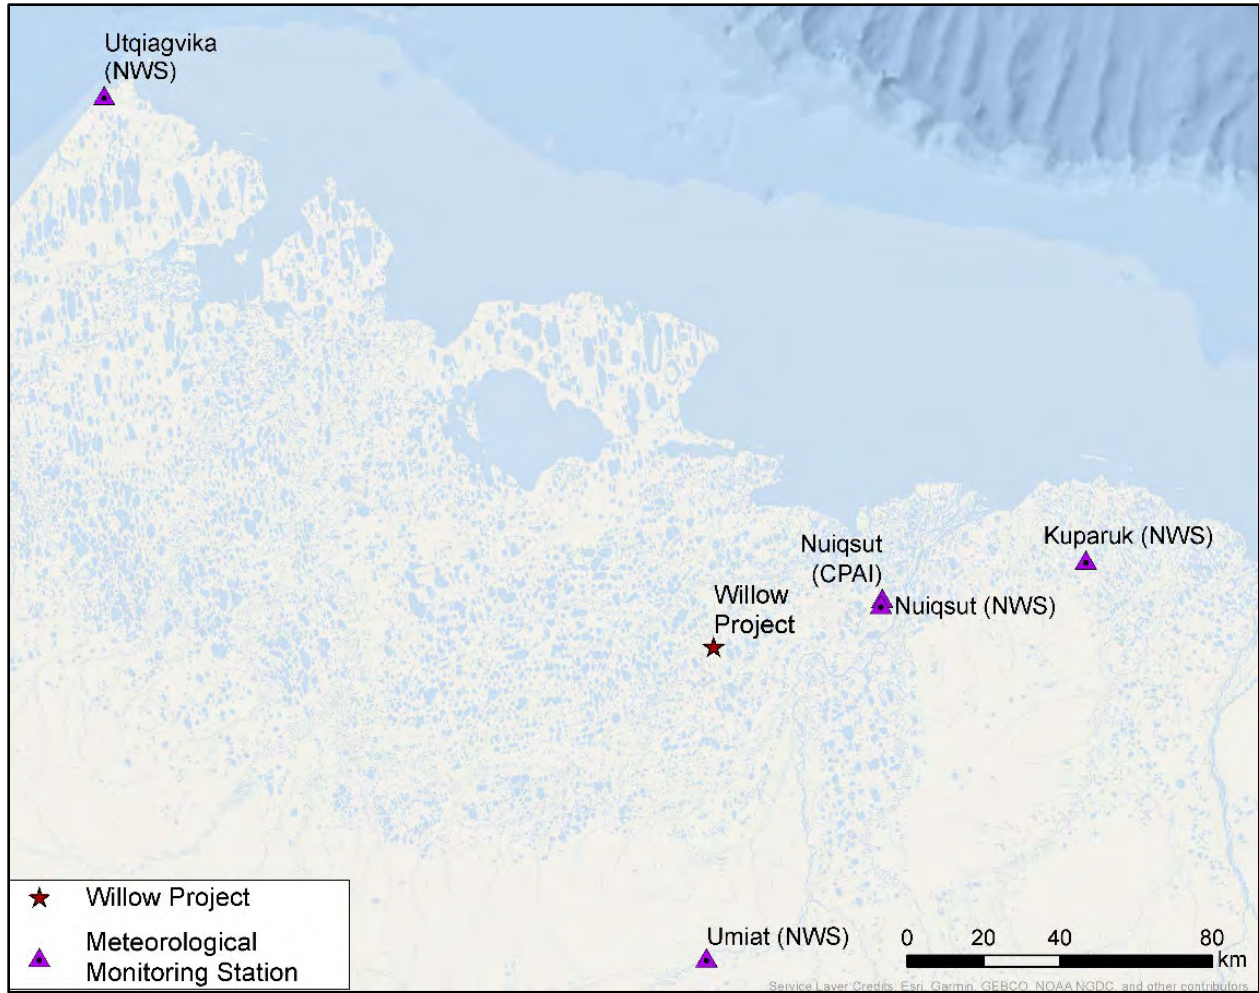 Utqiagvika
(NWS)
Kuparuk (NWS)
Nuiqsut
(CPAI)
Nuiqsut (NWS)
Willow
Project
Willow Project
Meteorological
Monitoring Station
Umiat (NWS)
0 20 40 80
km
Service Layer Credits: Esri, Garmin, GEBCO, NOAA NGDC, and other contributors